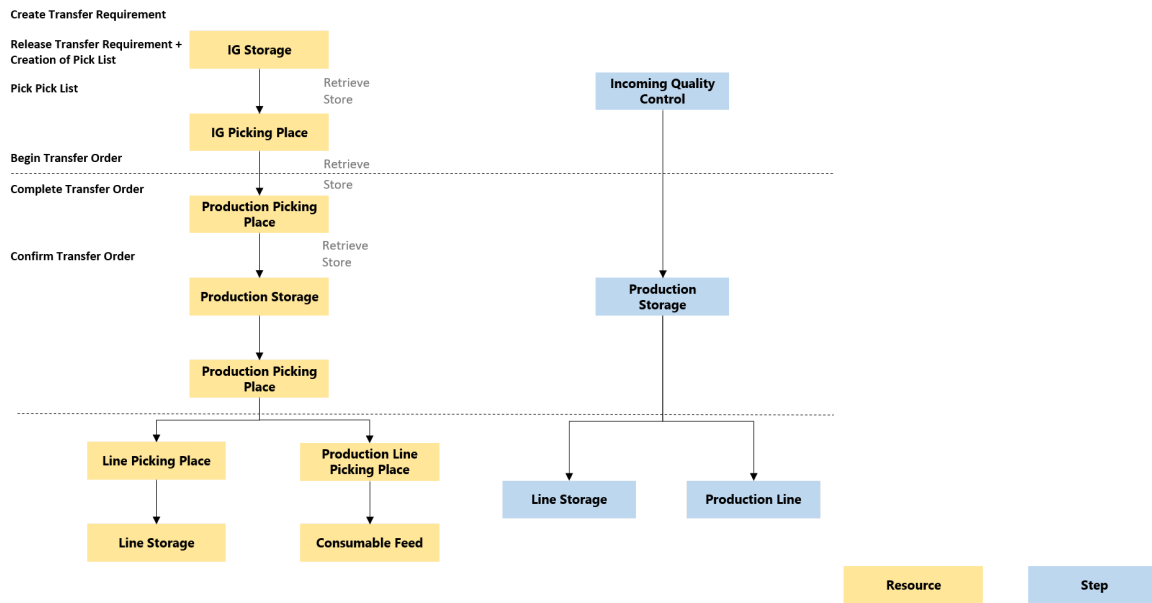 Create Transfer Requirement
Release Transfer Requirement +
Creation of Pick List
IG Storage
Pick Pick List
Retrieve
Store
Incoming Quality
Control
IG Picking Place
Begin Transfer Order
Retrieve
Complete Transfer Order
Store
Production Picking
Place
Confirm Transfer Order
Retrieve
Store
Production Storage
Production
Storage
Production Picking
Place
Line Picking Place
Production Line
Picking Place
Line Storage
Production Line
Line Storage
Consumable Feed
Resource
Step